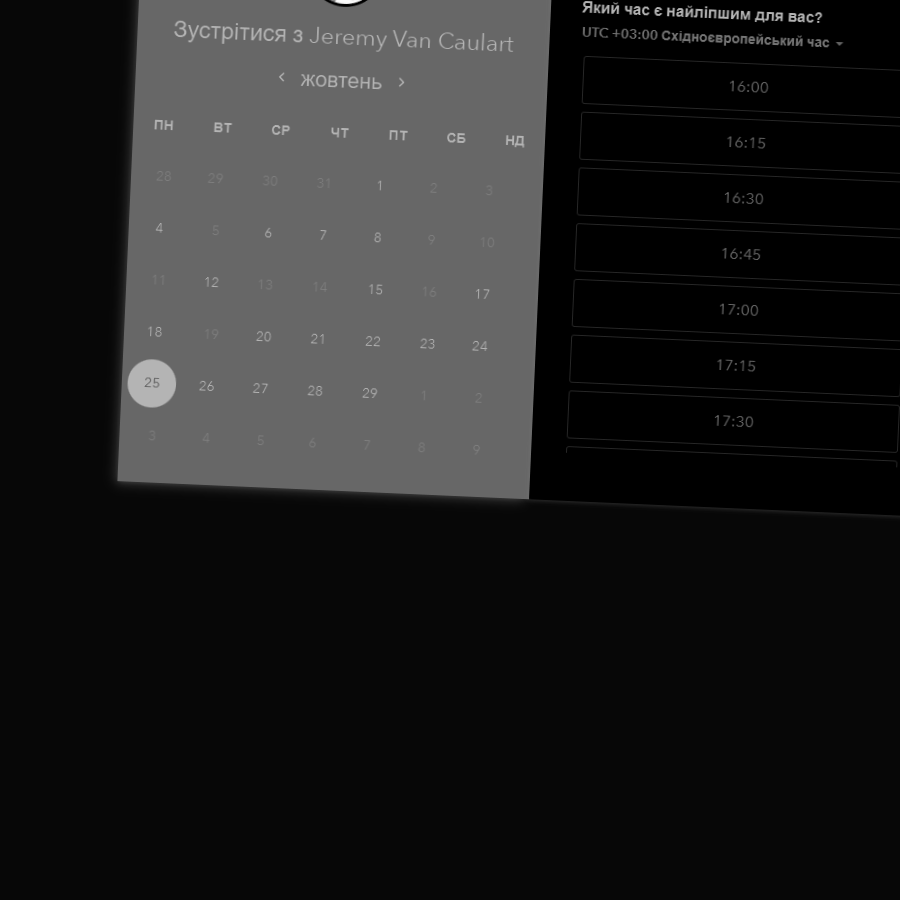 Зустрітися з Jeremy Van Caulart
‹ жовтень ›
ПН ВТ СР ЧТ ПТ СБ НД
28 29 30 31 1 2 3
4 5 6 7 8 9 10
11 12 13 14 15 16 17
18 19 20 21 22 23 24
25 26 27 28 29 1 2
3 4 5 6 7 8 9
Який час є найліпшим для вас?
UTC +03:00 Східноєвропейський час
16:00
16:15
16:30
16:45
17:00
17:15
17:30